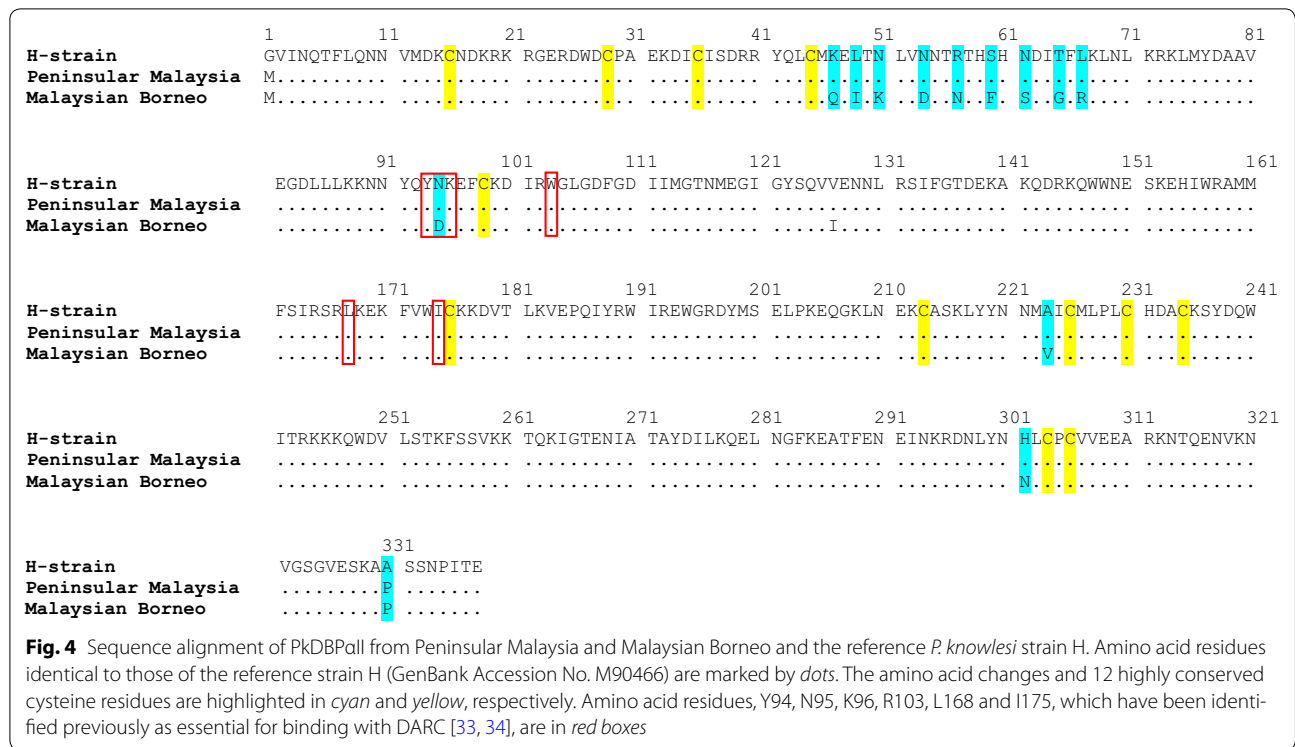 1 11 21 31 41 51 61 71 81
H-strain GVINQTFLQNN VMDKCNDKRK RGERDWDCPA EKDICISDRR YQLCMKELTN LVNNTRTHSH NDITFLKLNL KRKLMYDAAV
Peninsular Malaysia M.......... .......... .......... .......... .......... .......... .......... ..........
Malaysian Borneo M.......... .......... .......... .......... .....Q.I.K ...D..N..F. S..G.R.... ..........
91 101 111 121 131 141 151 161
H-strain EGDLLLKKNN YQYNKEFCKD IRWGLGDFGD IIMGTNMEGI GYSQVVENNL RSIFGTDEKA KQDRKQWWNE SKEHIWRAMM
Peninsular Malaysia .......... .......... .......... .......... .......... .......... .......... ..........
Malaysian Borneo .......... ...D...... .......... .......... .....I.... .......... .......... ..........
171 181 191 201 210 221 231 241
H-strain FSIRSRLKEK FVWICKKDVT LKVEPQIYRW IREWGRDYMS ELPKEQGKLN EKCASKLYYN NMAICMLPLC HDACKSYDQW
Peninsular Malaysia .......... .......... .......... .......... .......... .......... .......... ..........
Malaysian Borneo .......... .......... .......... .......... .......... .......... ..V....... ..........
251 261 271 281 291 301 311 321
H-strain ITRKKKQWDV LSTKFSSVKK TQKIGTENIA TAYDILKQEL NGFKEATFEN EINKRDNLYN HLCPCVVEEA RKNTQENVKN
Peninsular Malaysia .......... .......... .......... .......... .......... .......... .......... ..........
Malaysian Borneo .......... .......... .......... .......... .......... .......... N......... ..........
331
H-strain VGSGVESKAA SSNPITE
Peninsular Malaysia .........P .......
Malaysian Borneo .........P .......
Fig. 4 Sequence alignment of PkDBPαII from Peninsular Malaysia and Malaysian Borneo and the reference P. knowlesi strain H. Amino acid residues
identical to those of the reference strain H (GenBank Accession No. M90466) are marked by dots. The amino acid changes and 12 highly conserved
cysteine residues are highlighted in cyan and yellow, respectively. Amino acid residues, Y94, N95, K96, R103, L168 and I175, which have been identi-
fied previously as essential for binding with DARC [33, 34], are in red boxes